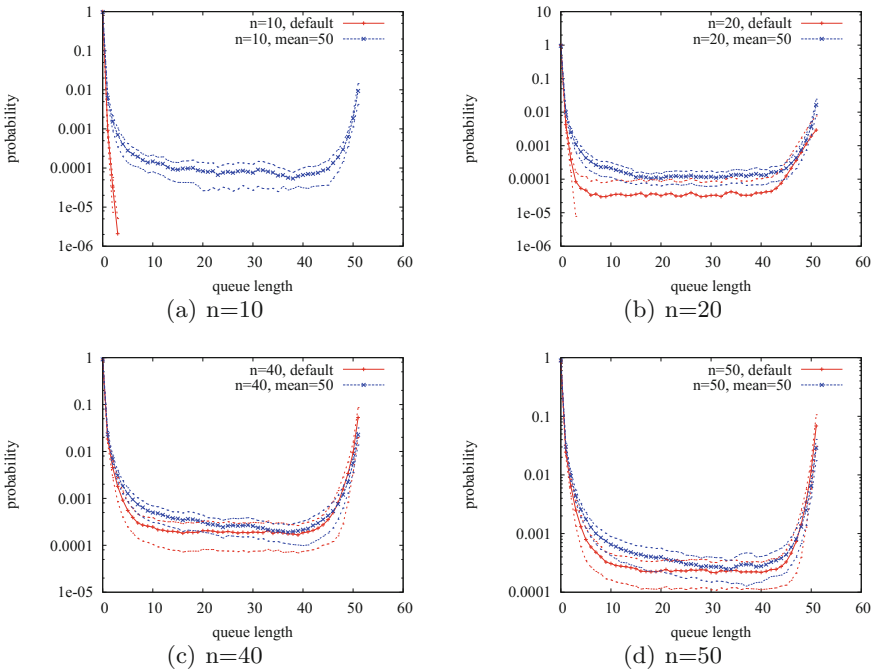 1
0.1
0.01
0.001
0.0001
1e-05
1e-06
probability
n=10, default
n=10, mean=50
0 10 20 30 40 50 60
queue length
(a) n=10
10
1
0.1
0.01
0.001
0.0001
1e-05
1e-06
probability
n=20, default
n=20, mean=50
0 10 20 30 40 50 60
queue length
(b) n=20
1
0.1
0.01
0.001
0.0001
1e-05
probability
n=40, default
n=40, mean=50
0 10 20 30 40 50 60
queue length
(c) n=40
1
0.1
0.01
0.001
0.0001
probability
n=50, default
n=50, mean=50
0 10 20 30 40 50 60
queue length
(d) n=50